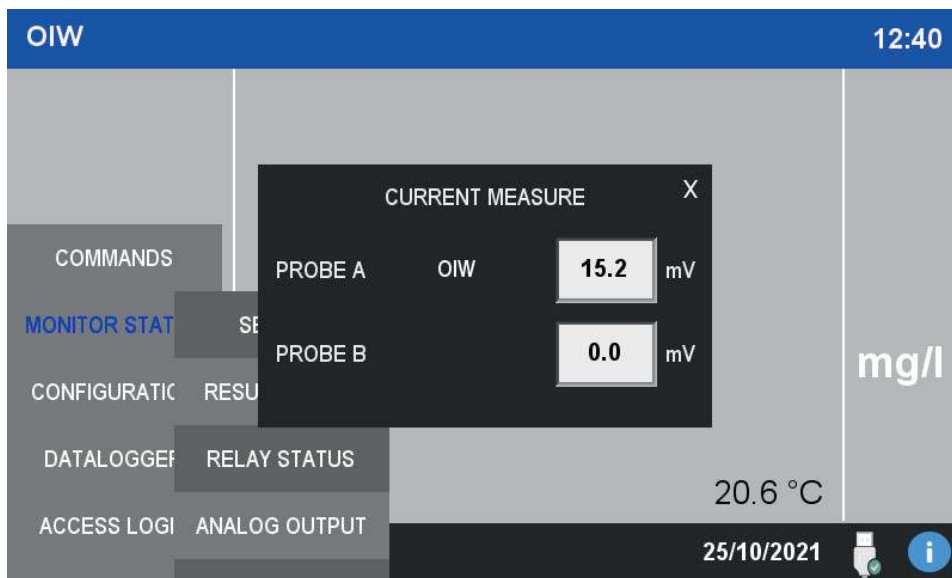 OIW 12:40
CURRENT MEASURE X
COMMANDS
PROBE A OIW 15.2 mV
MONITOR STAT SE
PROBE B 0.0 mV
mg/l
CONFIGURATIC RESU
DATALOGGEF RELAY STATUS
20.6 °C
ACCESS LOGI ANALOG OUTPUT
25/10/2021
i